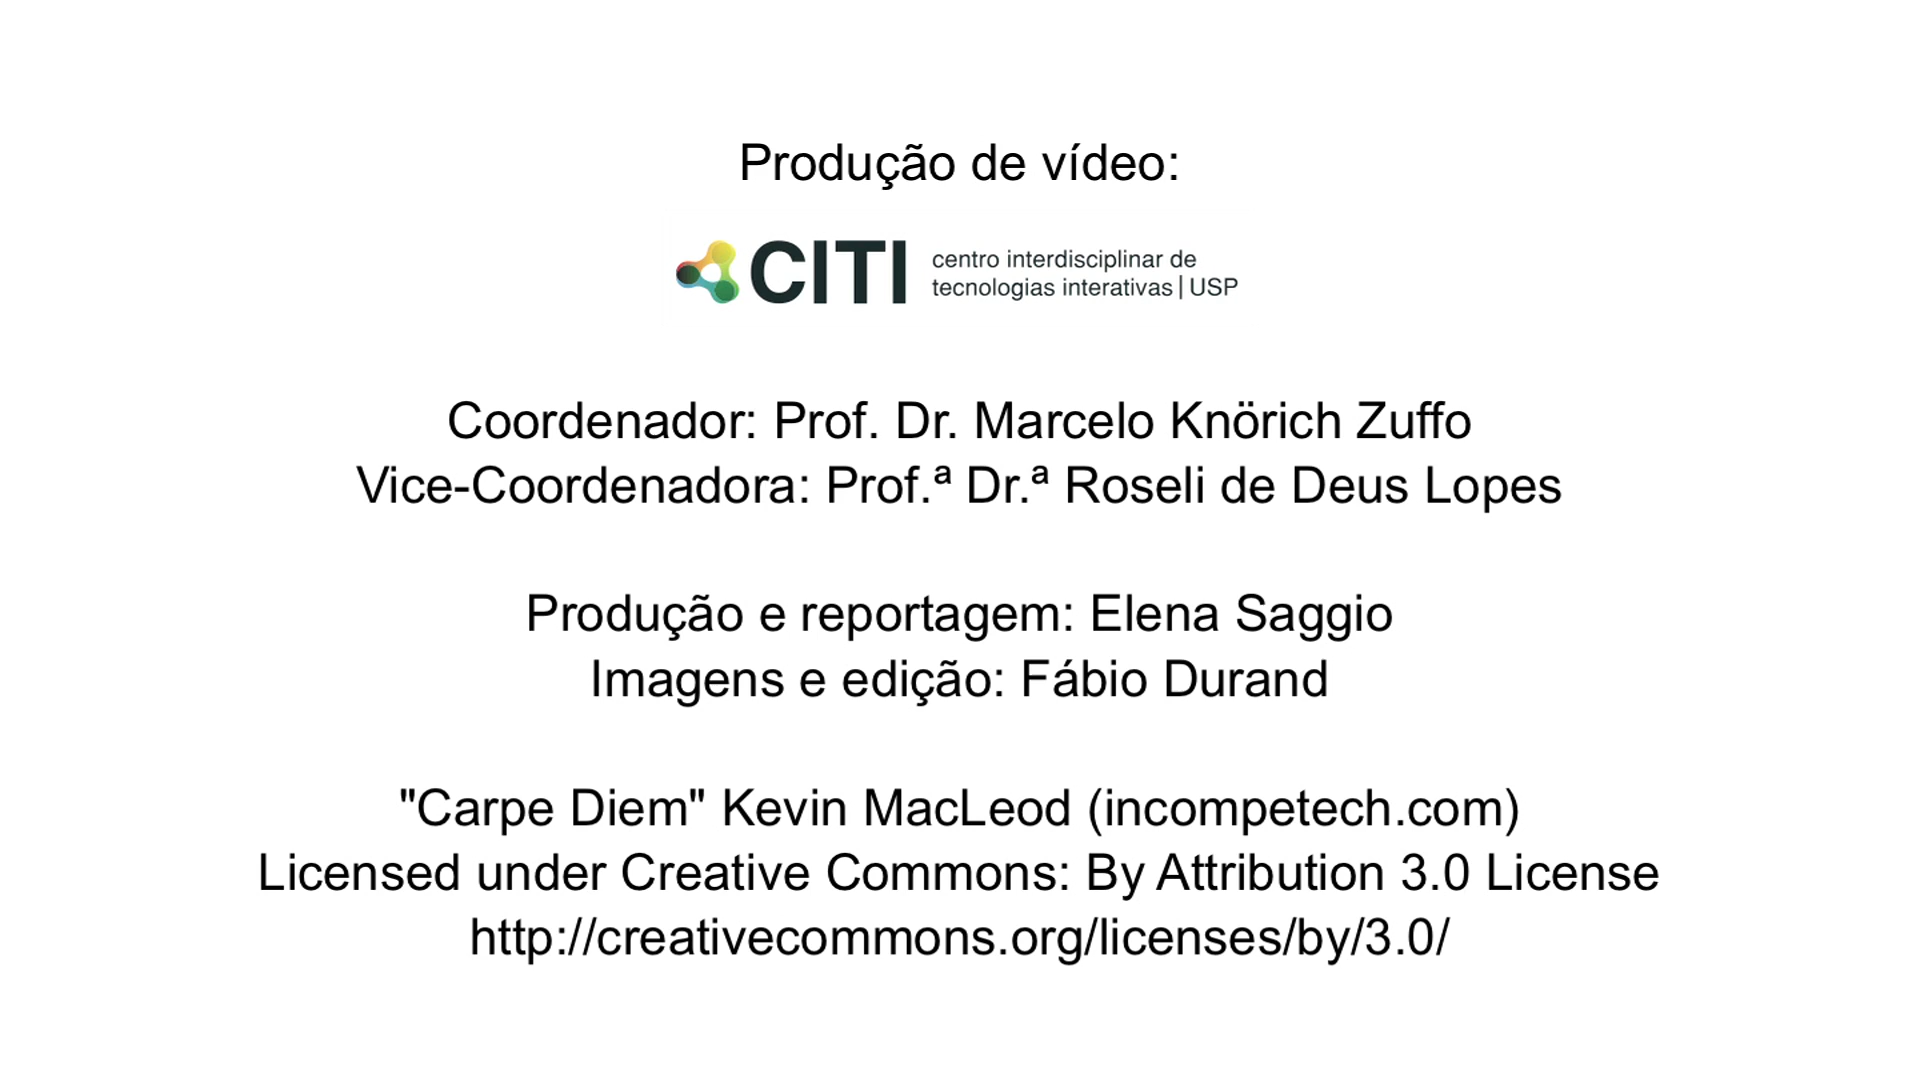 Produção de vídeo:
CITI
centro interdisciplinar de
tecnologias interativas | USP
Coordenador: Prof. Dr. Marcelo Knörich Zuffo
Vice-Coordenadora: Prof.ª Dr.ª Roseli de Deus Lopes
Produção e reportagem: Elena Saggio
Imagens e edição: Fábio Durand
"Carpe Diem" Kevin MacLeod (incompetech.com)
Licensed under Creative Commons: By Attribution 3.0 License
http://creativecommons.org/licenses/by/3.0/